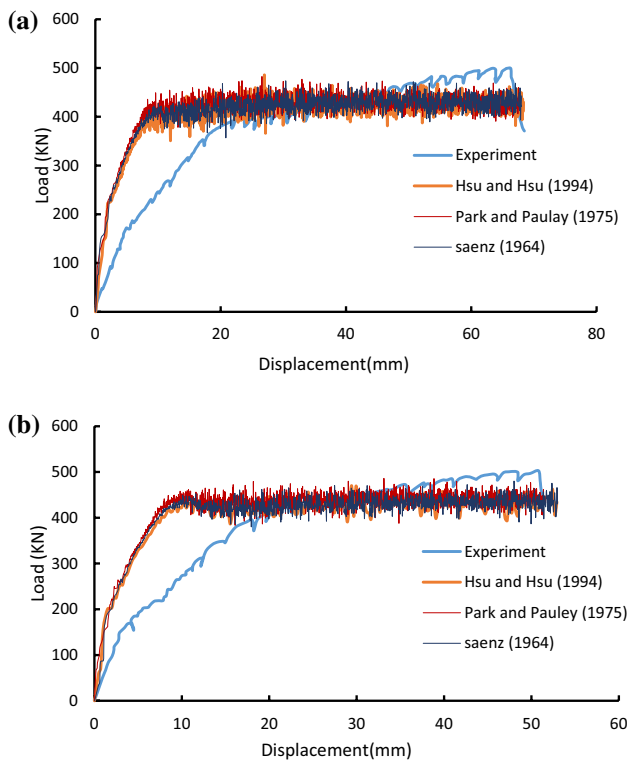 (a)
600
500
400
300
200
100
0
Load (KN)
Experiment
Hsu and Hsu (1994)
Park and Paulay (1975)
saenz (1964)
0 20 40 60 80
Displacement(mm)
(b)
600
500
400
300
200
100
0
Load (KN)
Experiment
Hsu and Hsu (1994)
Park and Pauley (1975)
saenz (1964)
0 10 20 30 40 50 60
Displacement(mm)